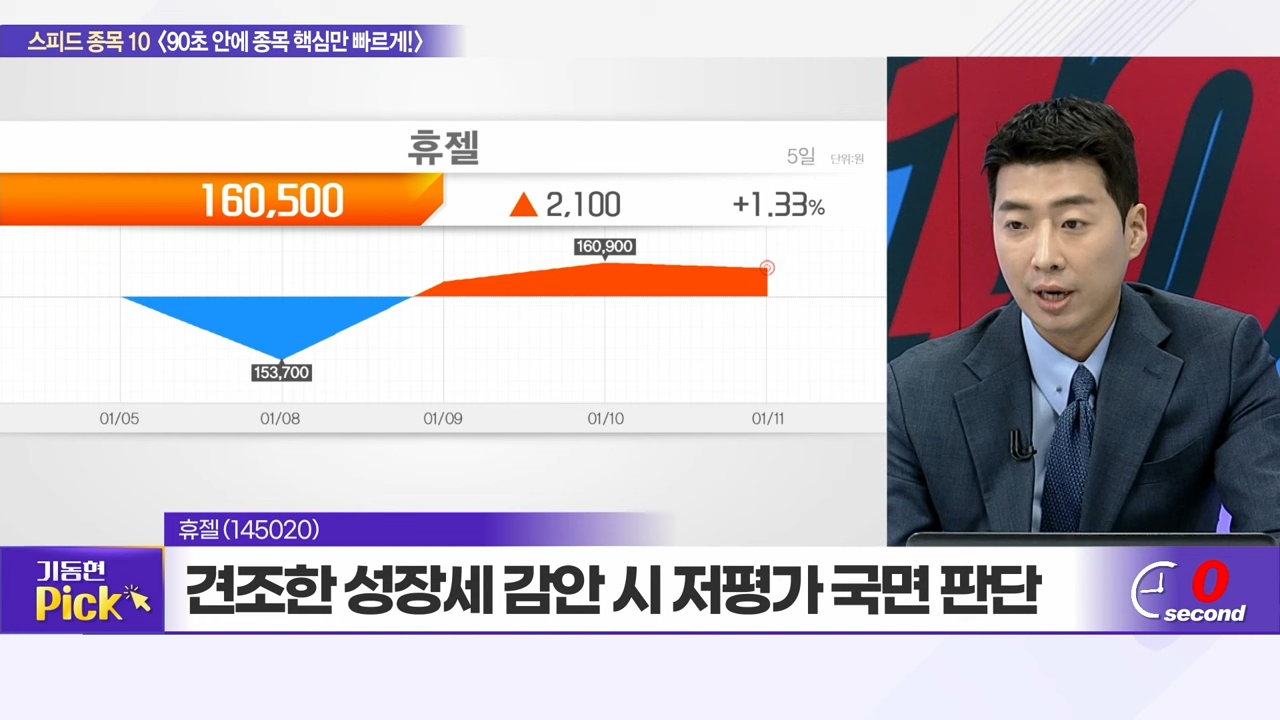 스피드 종목 10 〈90초 안에 종목 핵심만 빠르게!〉
휴젤
5일 단위:원
160,500 ▲ 2,100 +1.33%
160,900
153,700
01/05 01/08 01/09 01/10 01/11
휴젤(145020)
기동현
Pick
견조한 성장세 감안 시 저평가 국면 판단
0
second